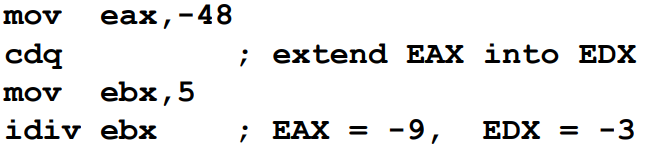 mov eax,-48
cdq ; extend EAX into EDX
mov ebx,5
idiv ebx ; EAX = -9, EDX = -3